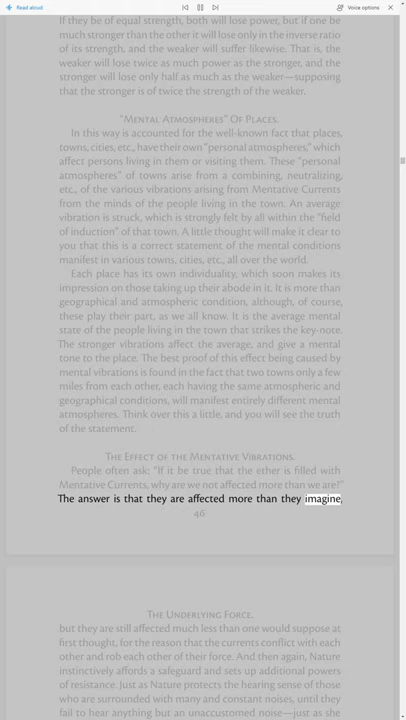 Read aloud
Voice options
If they be of equal strength, both will lose power, but if one be
much stronger than the other it will lose only in the inverse ratio
of its strength, and the weaker will suffer likewise. That is, the
weaker will lose twice as much power as the stronger, and the
stronger will lose only half as much as the weaker—supposing
that the stronger is of twice the strength of the weaker.
“Mental Atmospheres” Of Places.
In this way is accounted for the well-known fact that places,
towns, cities, etc., have their own “personal atmospheres,” which
affect persons living in them or visiting them. These “personal
atmospheres” of towns arise from a combining, neutralizing,
etc., of the various vibrations arising from Mentative Currents
from the minds of the people living in the town. An average
vibration is struck, which is strongly felt by all within the “field
of induction” of that town. A little thought will make it clear to
you that this is a correct statement of the mental conditions
manifest in various towns, cities, etc., all over the world.
Each place has its own individuality, which soon makes its
impression on those taking up their abode in it. It is more than
geographical and atmospheric condition, although, of course,
these play their part, as we all know. It is the average mental
state of the people living in the town that strikes the key-note.
The stronger vibrations affect the average, and give a mental
tone to the place. The best proof of this effect being caused by
mental vibrations is found in the fact that two towns only a few
miles from each other, each having the same atmospheric and
geographical conditions, will manifest entirely different mental
atmospheres. Think over this a little, and you will see the truth
of the statement.
The Effect of the Mentative Vibrations.
People often ask: “If it be true that the ether is filled with
Mentative Currents, why are we not affected more than we are?”
The answer is that they are affected more than they imagine,
46
The Underlying Force.
but they are still affected much less than one would suppose at
first thought, for the reason that the currents conflict with each
other and rob each other of their force. And then again, Nature
instinctively affords a safeguard and sets up additional powers
of resistance. Just as Nature protects the hearing sense of those
who are surrounded with many and constant noises, until they
fail to hear anything but an unaccustomed noise—just as she